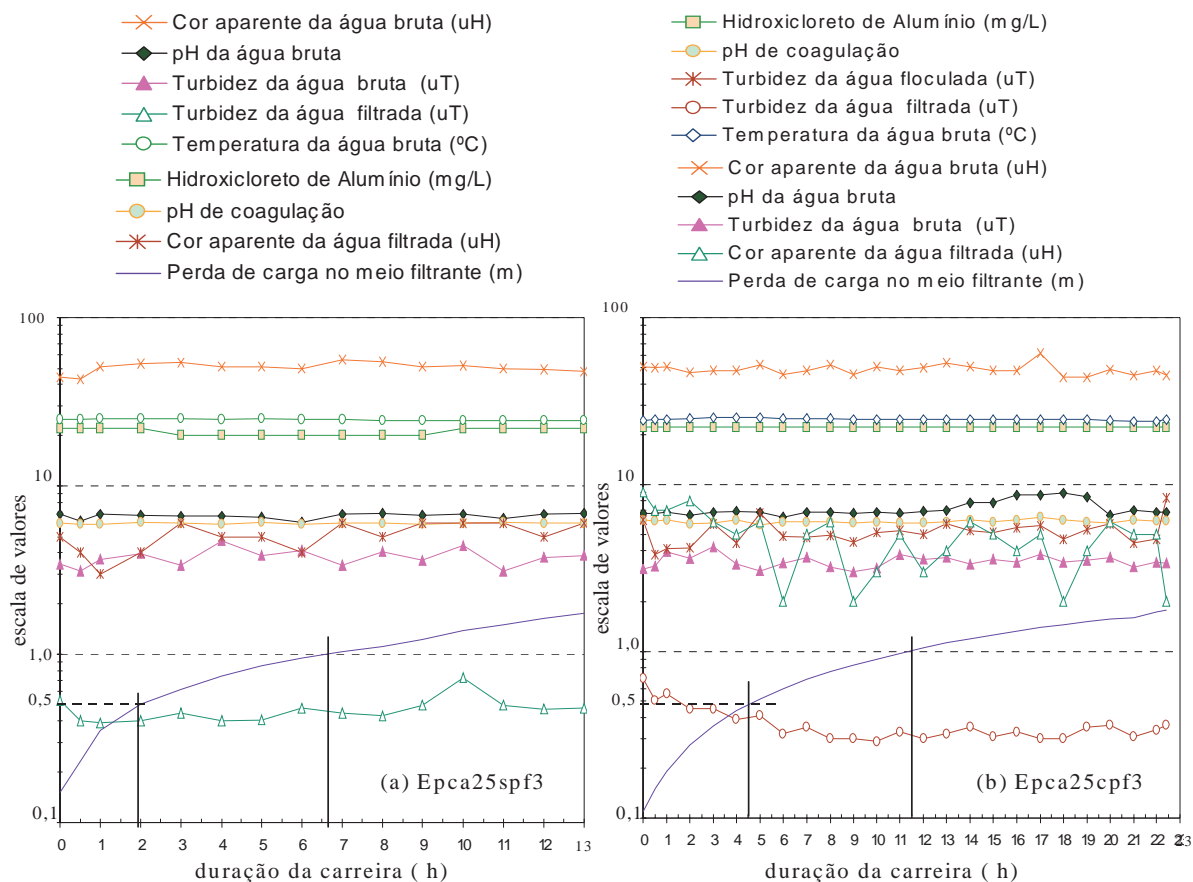 Cor aparente da água bruta (uH)
pH da água bruta
Turbidez da água bruta (uT)
Turbidez da água filtrada (uT)
Temperatura da água bruta (ºC)
Hidroxicloreto de Alumínio (mg/L)
pH de coagulação
Cor aparente da água filtrada (uH)
Perda de carga no meio filtrante (m)
escala de valores
100
10
1,0
0,5
0,1
(a) Epca25spf3
0 1 2 3 4 5 6 7 8 9 10 11 12 13
duração da carreira ( h)
Hidroxicloreto de Alumínio (mg/L)
pH de coagulação
Turbidez da água floculada (uT)
Turbidez da água filtrada (uT)
Temperatura da água bruta (ºC)
Cor aparente da água bruta (uH)
pH da água bruta
Turbidez da água bruta (uT)
Cor aparente da água filtrada (uH)
Perda de carga no meio filtrante (m)
escala de valores
100
10
1,0
0,5
0,1
(b) Epca25cpf3
0 1 2 3 4 5 6 7 8 9 10 11 12 13 14 15 16 17 18 19 20 21 22 23
duração da carreira ( h)